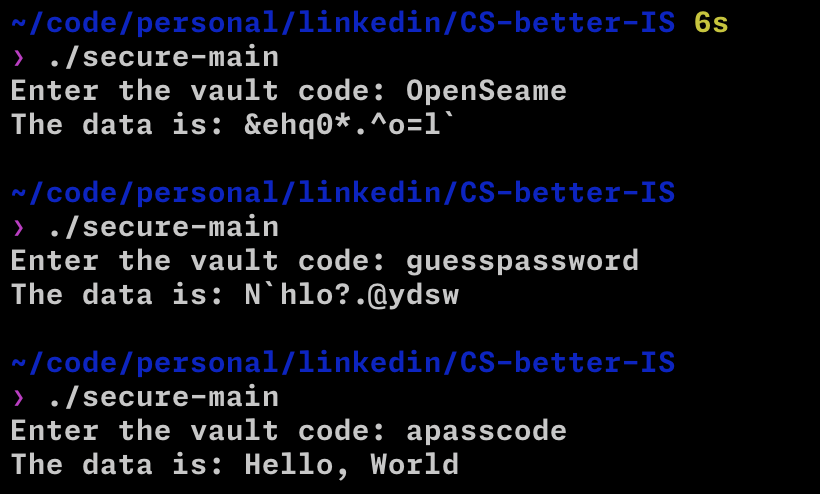 ~/code/personal/linkedin/CS-better-IS 6s
❯ ./secure-main
Enter the vault code: OpenSeame
The data is: &ehq0*.^o=l`
~/code/personal/linkedin/CS-better-IS
❯ ./secure-main
Enter the vault code: guesspassword
The data is: N`hlo?.@ydsw
~/code/personal/linkedin/CS-better-IS
❯ ./secure-main
Enter the vault code: apasscode
The data is: Hello, World